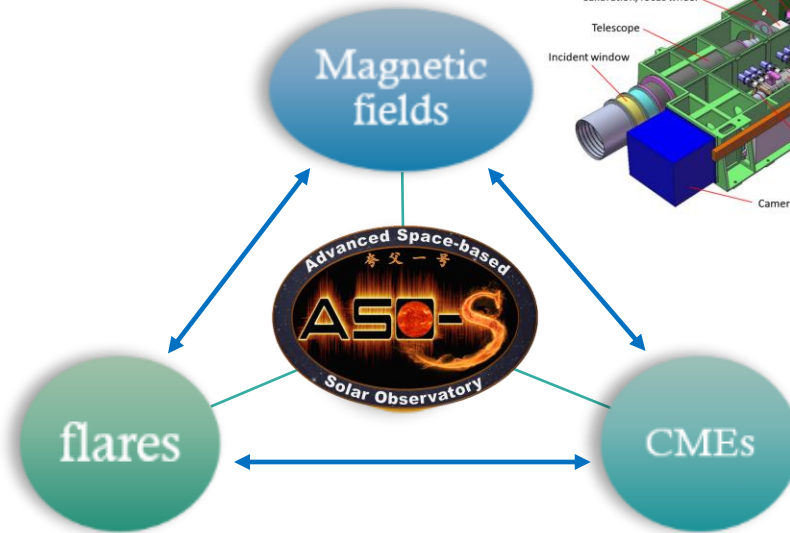 Telescope
Incident window
Magnetic
fields
Advanced Space-based
夸父一号
ASO-S
Solar Observatory
flares
CMEs